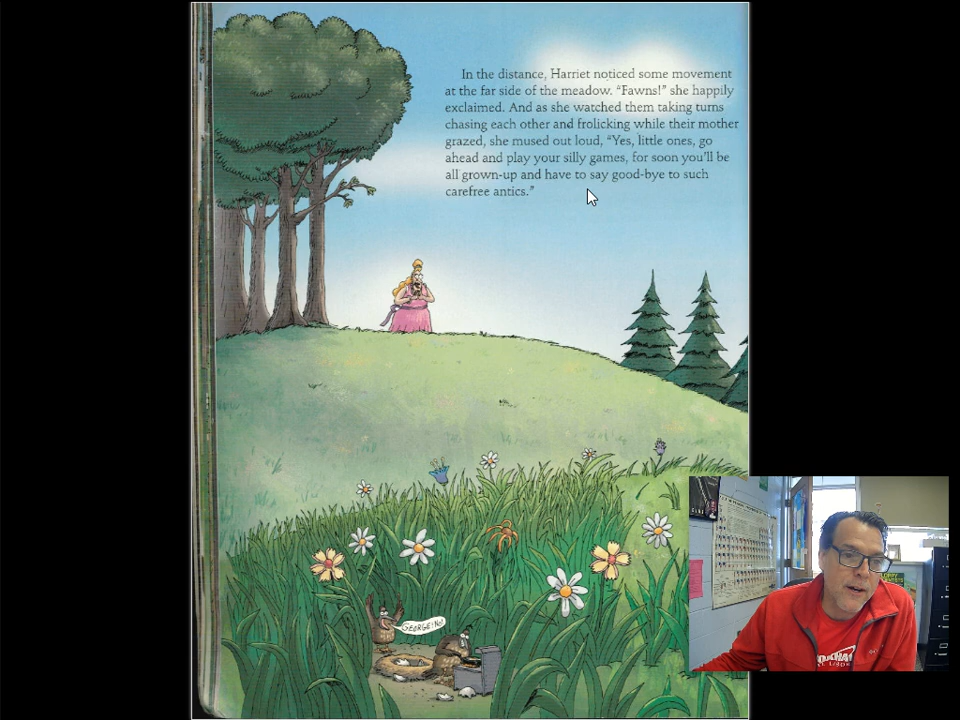 In the distance, Harriet noticed some movement
at the far side of the meadow. “Fawns!” she happily
exclaimed. And as she watched them taking turns
chasing each other and frolicking while their mother
grazed, she mused out loud, “Yes, little ones, go
ahead and play your silly games, for soon you’ll be
all grown-up and have to say good-bye to such
carefree antics.”
GEORGE! NO!